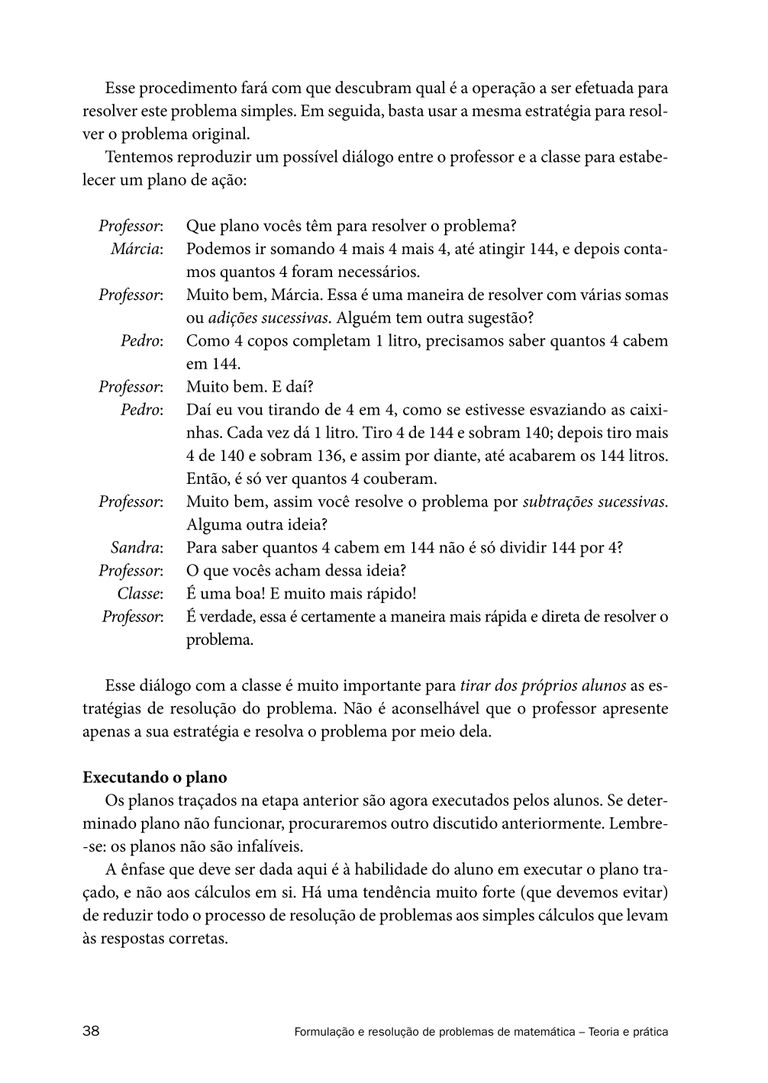 Esse procedimento fará com que descubram qual é a operação a ser efetuada para
resolver este problema simples. Em seguida, basta usar a mesma estratégia para resol-
ver o problema original.
Tentemos reproduzir um possível diálogo entre o professor e a classe para estabe-
lecer um plano de ação:
Professor: Que plano vocês têm para resolver o problema?
Márcia: Podemos ir somando 4 mais 4 mais 4, até atingir 144, e depois conta-
mos quantos 4 foram necessários.
Professor: Muito bem, Márcia. Essa é uma maneira de resolver com várias somas
ou adições sucessivas. Alguém tem outra sugestão?
Pedro: Como 4 copos completam 1 litro, precisamos saber quantos 4 cabem
em 144.
Professor: Muito bem. E daí?
Pedro: Daí eu vou tirando de 4 em 4, como se estivesse esvaziando as caixi-
nhas. Cada vez dá 1 litro. Tiro 4 de 144 e sobram 140; depois tiro mais
4 de 140 e sobram 136, e assim por diante, até acabarem os 144 litros.
Então, é só ver quantos 4 couberam.
Professor: Muito bem, assim você resolve o problema por subtrações sucessivas.
Alguma outra ideia?
Sandra: Para saber quantos 4 cabem em 144 não é só dividir 144 por 4?
Professor: O que vocês acham dessa ideia?
Classe: É uma boa! E muito mais rápido!
Professor: É verdade, essa é certamente a maneira mais rápida e direta de resolver o
problema.
Esse diálogo com a classe é muito importante para tirar dos próprios alunos as es-
tratégias de resolução do problema. Não é aconselhável que o professor apresente
apenas a sua estratégia e resolva o problema por meio dela.
Executando o plano
Os planos traçados na etapa anterior são agora executados pelos alunos. Se deter-
minado plano não funcionar, procuraremos outro discutido anteriormente. Lembre-
-se: os planos não são infalíveis.
A ênfase que deve ser dada aqui é à habilidade do aluno em executar o plano tra-
çado, e não aos cálculos em si. Há uma tendência muito forte (que devemos evitar)
de reduzir todo o processo de resolução de problemas aos simples cálculos que levam
às respostas corretas.
38 Formulação e resolução de problemas de matemática – Teoria e prática